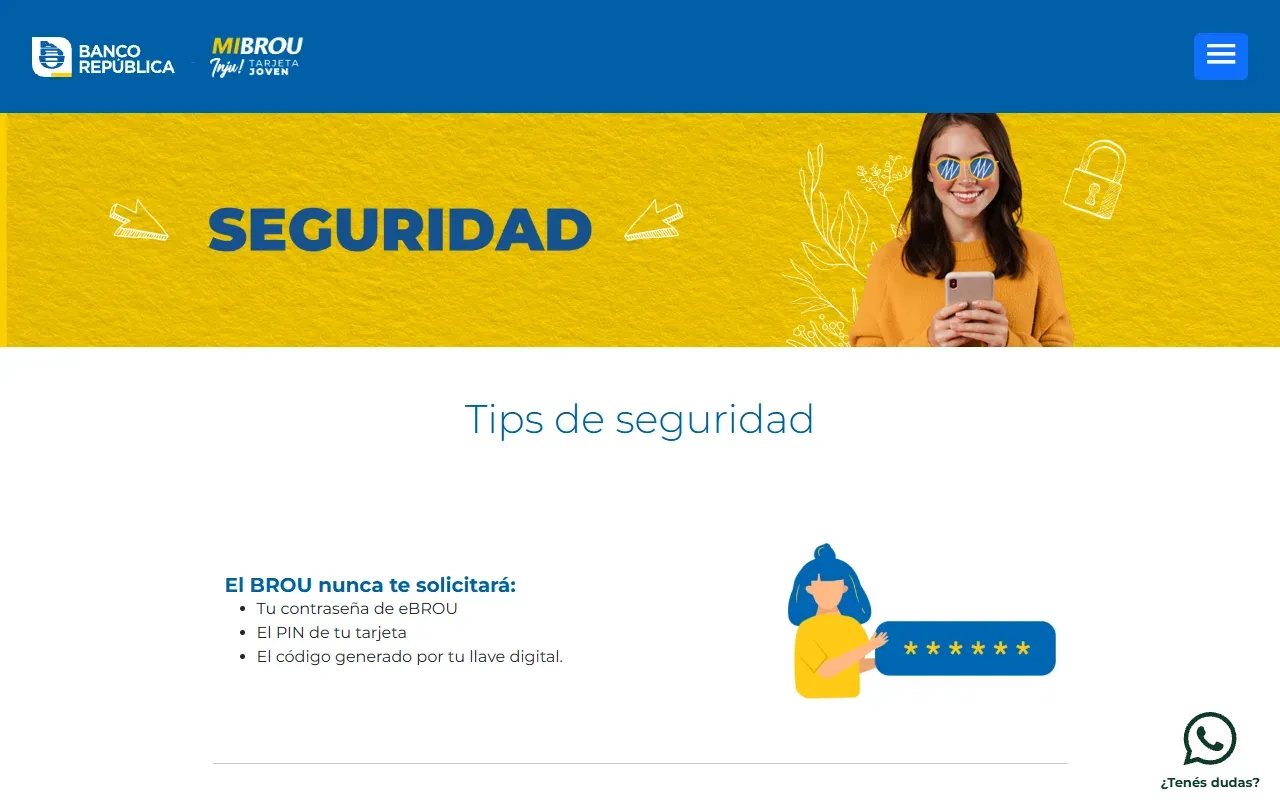 BANCO
REPÚBLICA
MIBROU
Inju! TARJETA
JOVEN
SEGURIDAD
Tips de seguridad
El BROU nunca te solicitará:
Tu contraseña de eBROU
El PIN de tu tarjeta
El código generado por tu llave digital.
******
¿Tenés dudas?